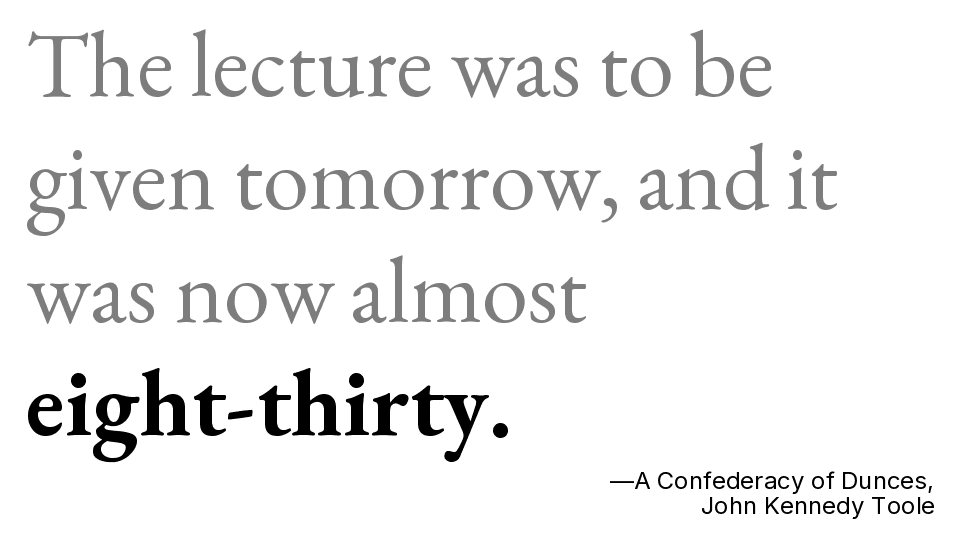 The lecture was to be
given tomorrow, and it
was now almost
eight-thirty.
—A Confederacy of Dunces,
John Kennedy Toole